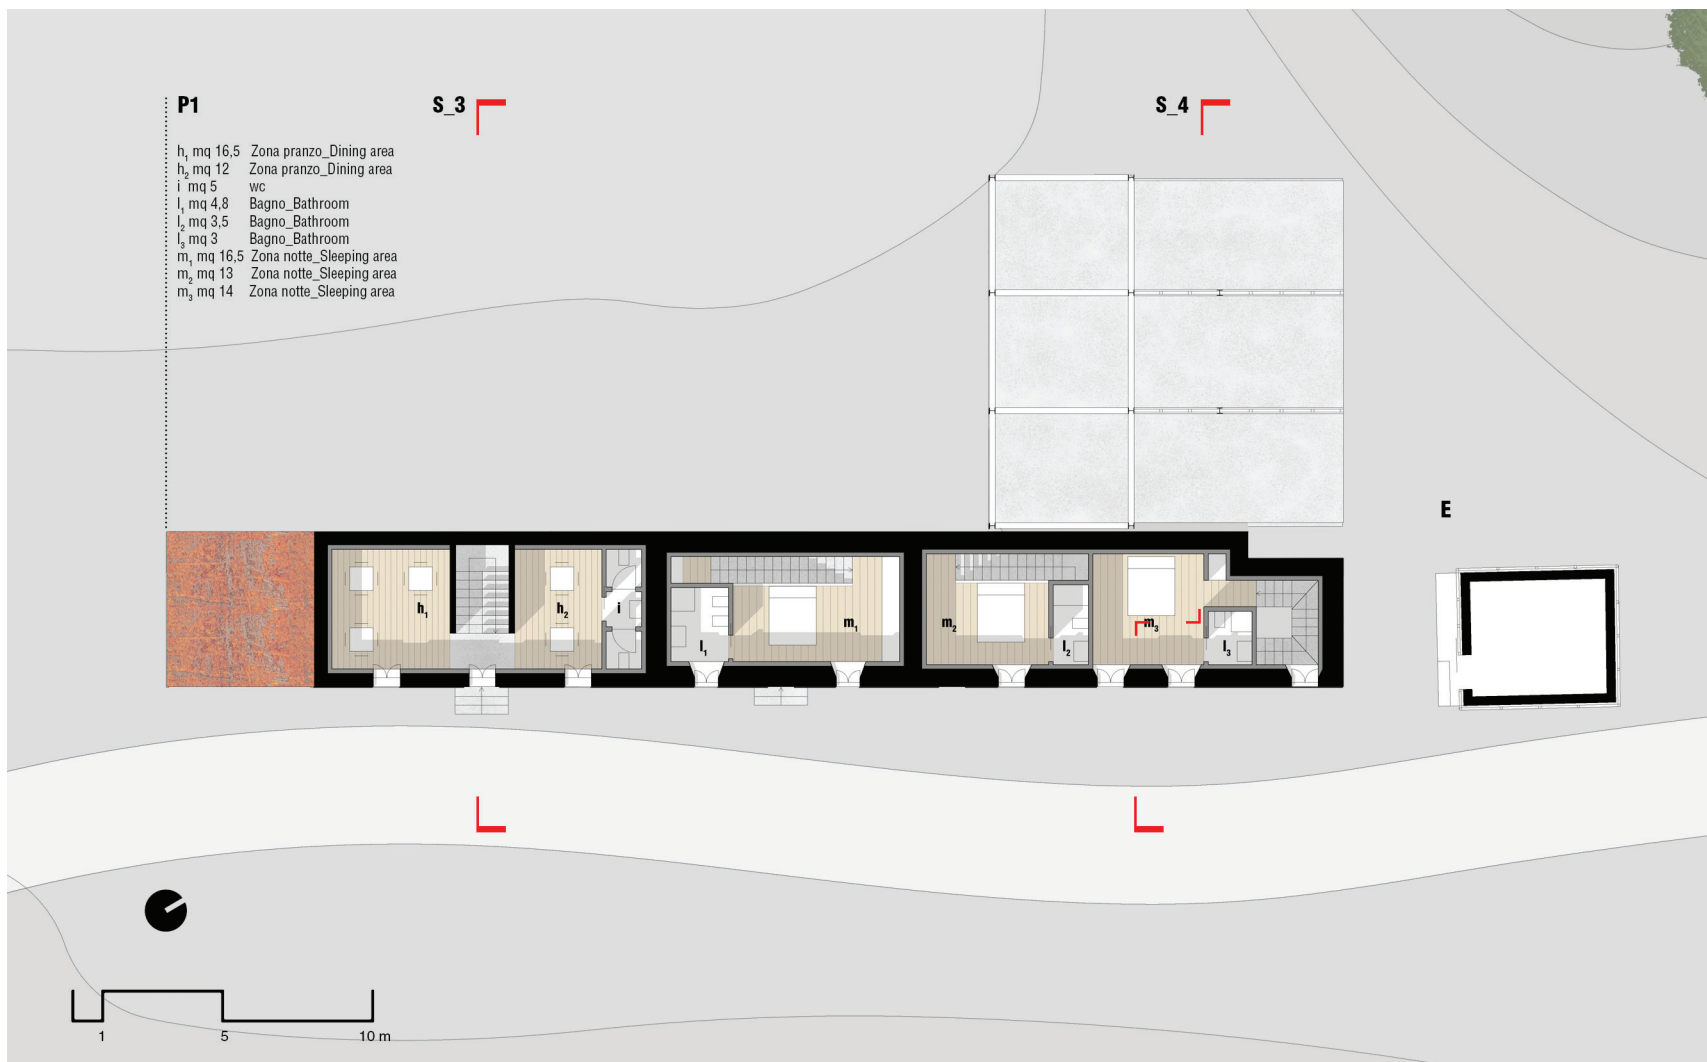 P1
S_3
S_4
h₁ mq 16,5 Zona pranzo_Dining area
h₂ mq 12 Zona pranzo_Dining area
i mq 5 wc
l₁ mq 4,8 Bagno_Bathroom
l₂ mq 3,5 Bagno_Bathroom
l₃ mq 3 Bagno_Bathroom
m₁ mq 16,5 Zona notte_Sleeping area
m₂ mq 13 Zona notte_Sleeping area
m₃ mq 14 Zona notte_Sleeping area
E
h₁
h₂
i
l₁
m₁
m₂
l₂
m₃
l₃
1
5
10 m